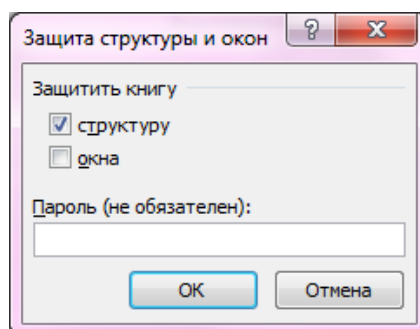 Защита структуры и окон
Защитить книгу
структуру
окна
Пароль (не обязателен):
ОК
Отмена